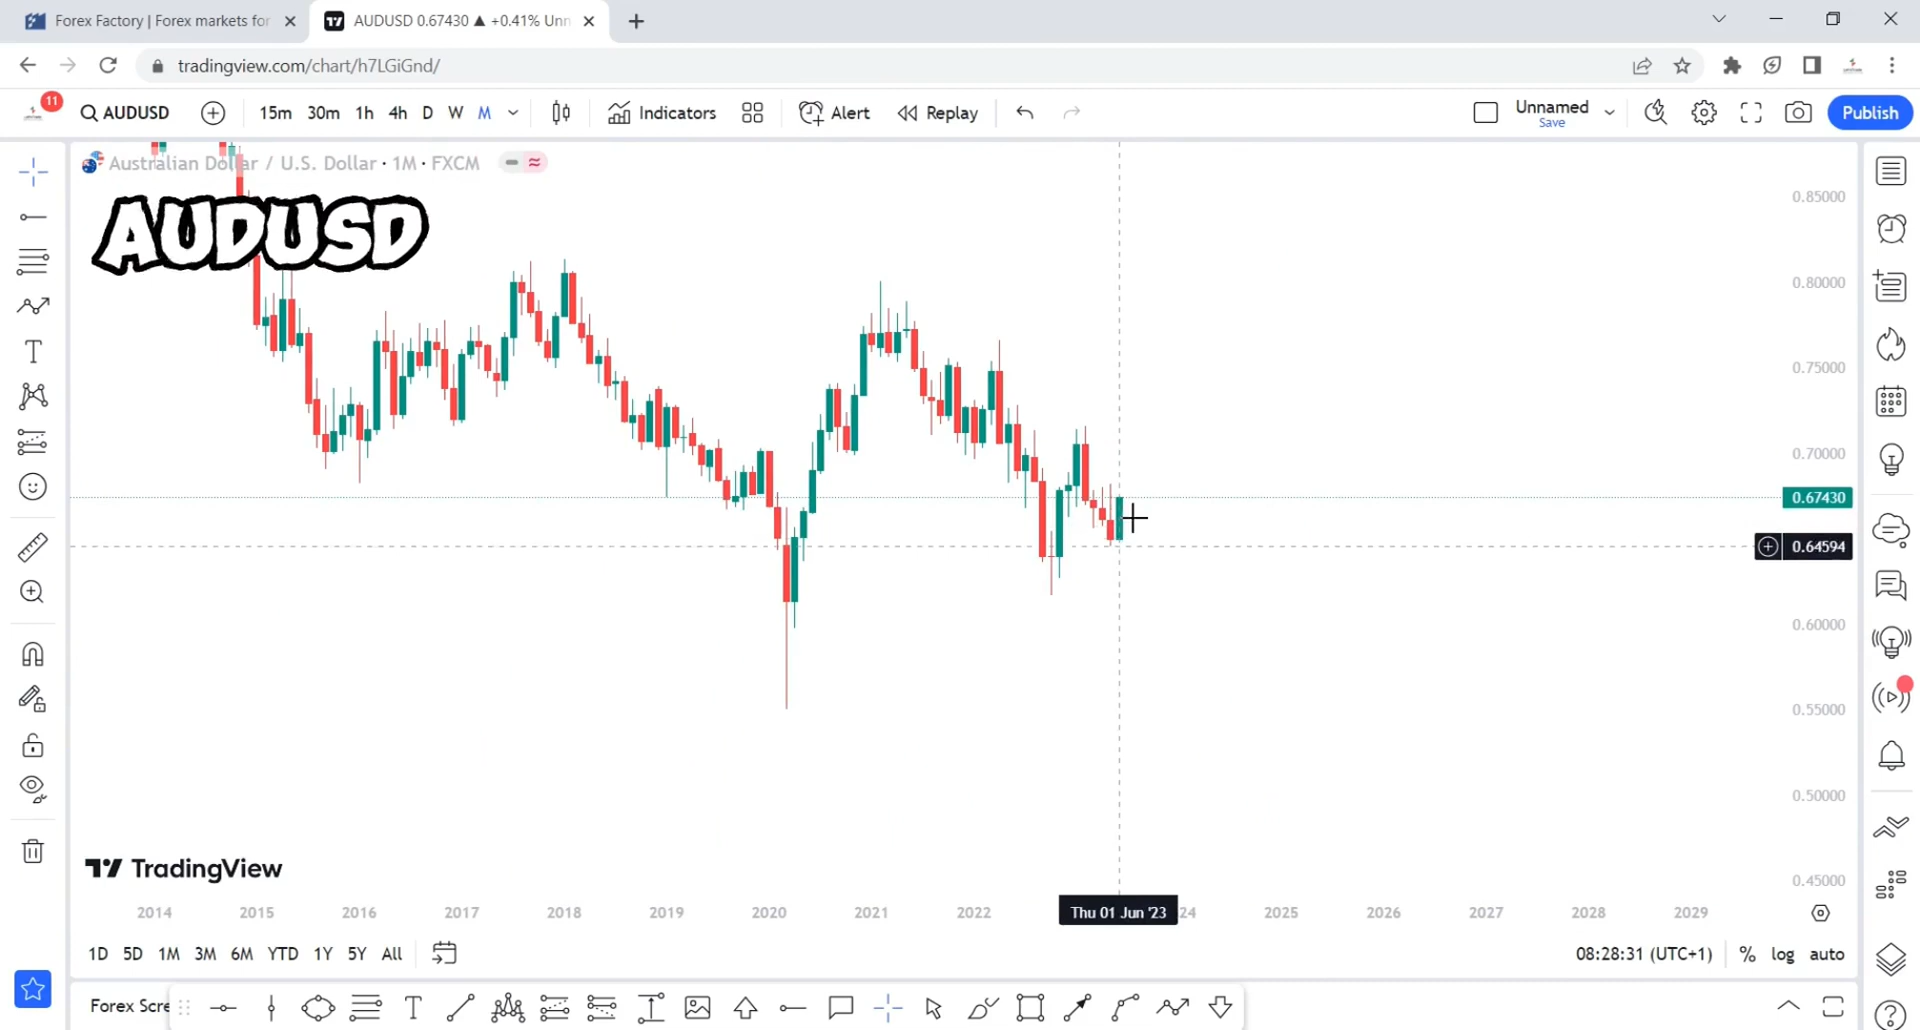 Forex Factory | Forex markets for
AUDUSD 0.67430 ▲ +0.41% Unn
tradingview.com/chart/h7LGiGnd/
11
AUDUSD
15m 30m 1h 4h D W M
Indicators
Alert
Replay
Unnamed
Save
Publish
Australian Dollar / U.S. Dollar · 1M · FXCM
AUDUSD
0.85000
0.80000
0.75000
0.70000
0.67430
0.64594
0.60000
0.55000
0.50000
0.45000
TradingView
2014 2015 2016 2017 2018 2019 2020 2021 2022 Thu 01 Jun '23 24 2025 2026 2027 2028 2029
1D 5D 1M 3M 6M YTD 1Y 5Y All
08:28:31 (UTC+1) % log auto
Forex Scre